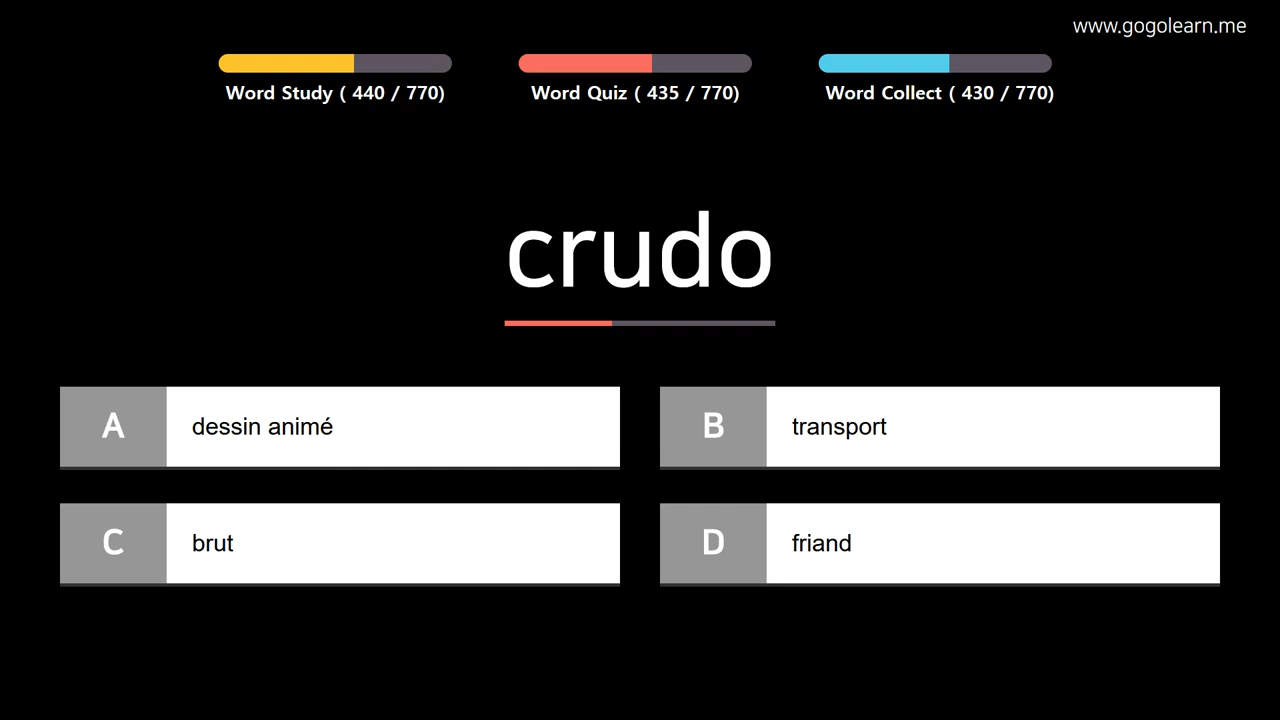 www.gogolearn.me
Word Study ( 440 / 770)
Word Quiz ( 435 / 770)
Word Collect ( 430 / 770)
crudo
A dessin animé
B transport
C brut
D friand